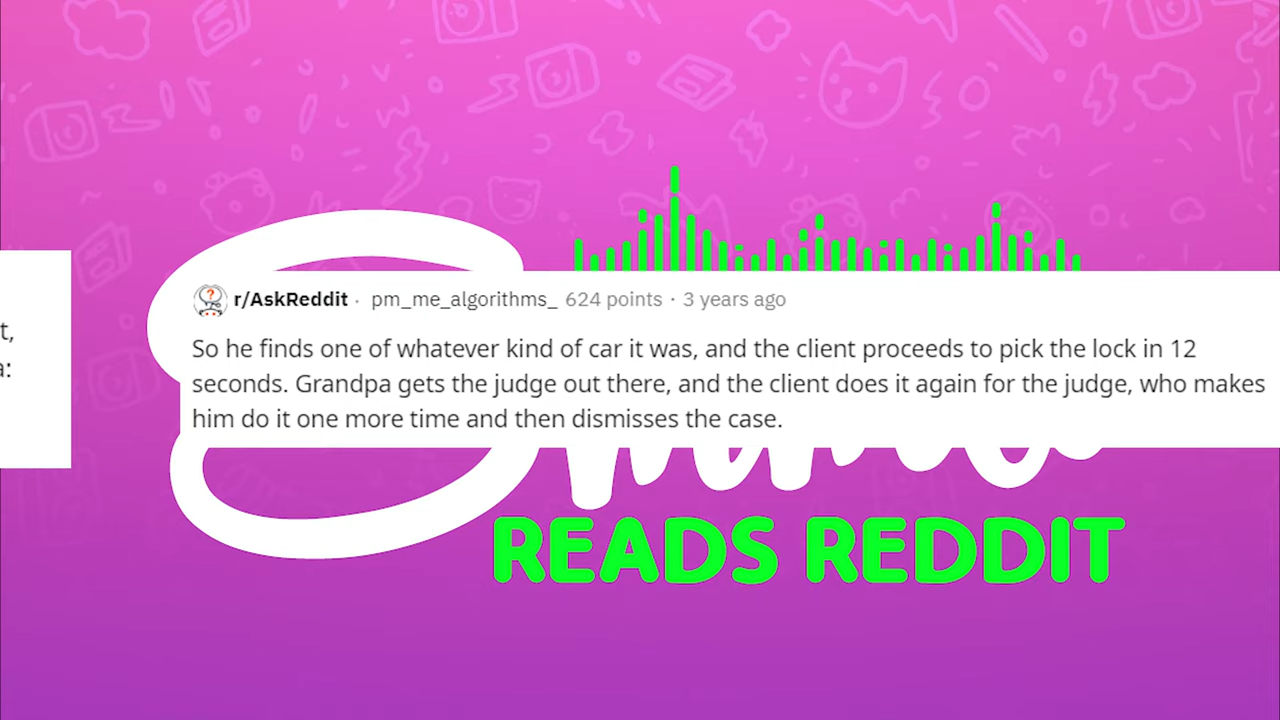 t,
a:
r/AskReddit · pm_me_algorithms_ 624 points · 3 years ago
So he finds one of whatever kind of car it was, and the client proceeds to pick the lock in 12
seconds. Grandpa gets the judge out there, and the client does it again for the judge, who makes
him do it one more time and then dismisses the case.
READS REDDIT